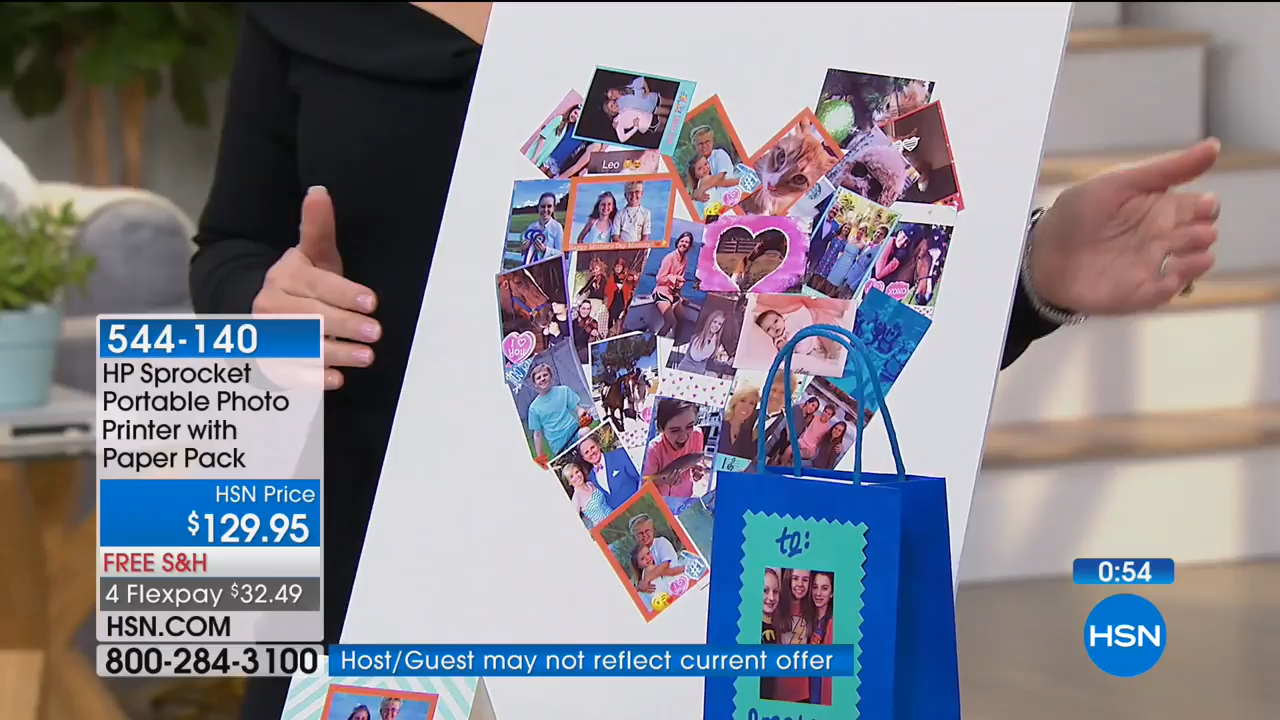 Leo
544-140
HP Sprocket
Portable Photo
Printer with
Paper Pack
HSN Price
$129.95
FREE S&H
4 Flexpay $32.49
HSN.COM
800-284-3100
Host/Guest may not reflect current offer
to:
0:54
HSN